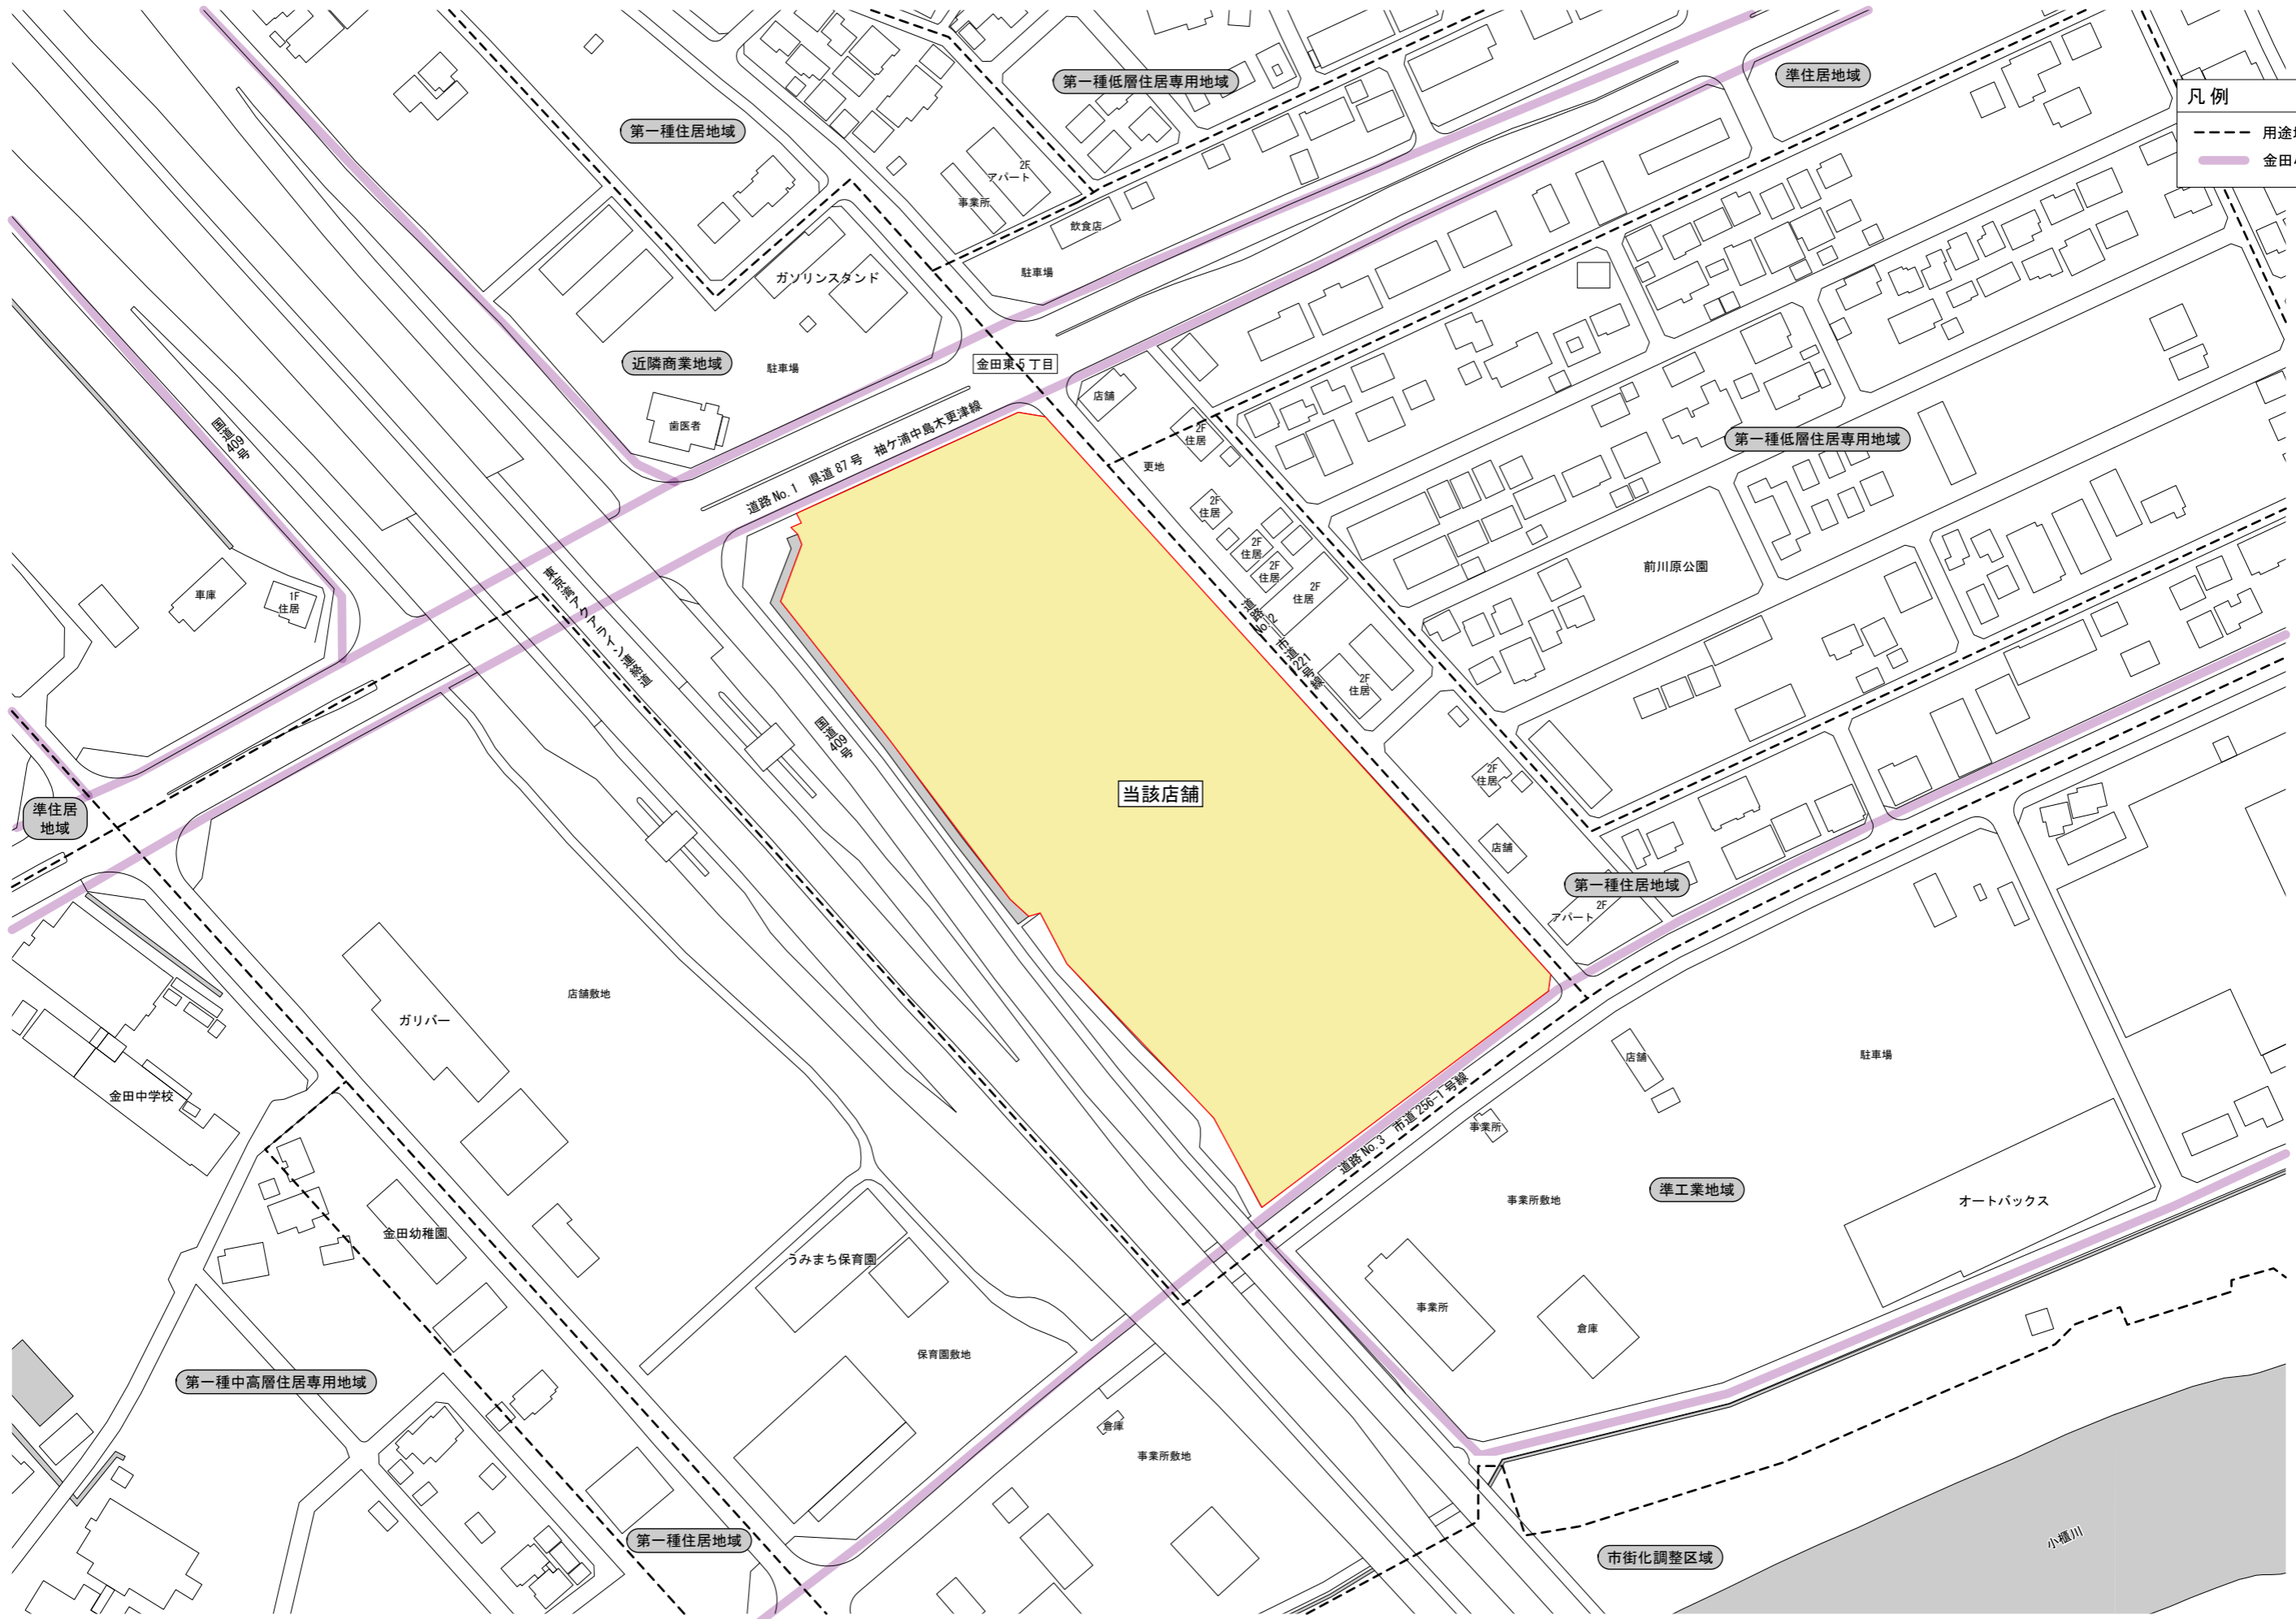 第一種低層住居専用地域
準住居地域
凡 例
用途
金田
第一種住居地域
2F
アパート
事業所
飲食店
駐車場
ガソリンスタンド
近隣商業地域
駐車場
金田東5丁目
歯医者
店舗
国道409号
道路No.1 県道87号 袖ケ浦中島木更津線
2F
住居
更地
第一種低層住居専用地域
2F
住居
2F
住居
2F
住居
2F
住居
前川原公園
車庫
1F
住居
東京湾アクアライン連絡道
道路No.2 市道221号線
2F
住居
国道409号
当該店舗
2F
住居
準住居
地域
店舗
第一種住居地域
2F
アパート
店舗敷地
ガリバー
店舗
駐車場
金田中学校
道路No.3 市道256-1号線
事業所
準工業地域
事業所敷地
オートバックス
金田幼稚園
うみまち保育園
事業所
倉庫
保育園敷地
第一種中高層住居専用地域
倉庫
事業所敷地
第一種住居地域
市街化調整区域
小櫃川